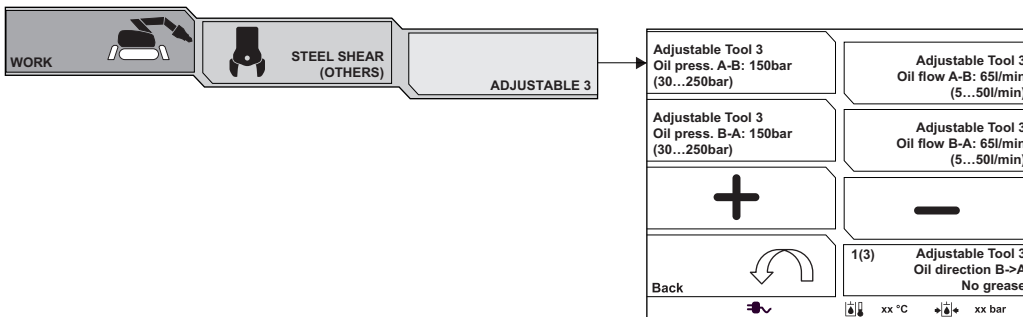 WORK
STEEL SHEAR
(OTHERS)
ADJUSTABLE 3
Adjustable Tool 3
Oil press. A-B: 150bar
(30…250bar)
Adjustable Tool 3
Oil flow A-B: 65l/min
(5…50l/min)
Adjustable Tool 3
Oil press. B-A: 150bar
(30…250bar)
Adjustable Tool 3
Oil flow B-A: 65l/min
(5…50l/min)
Back
1(3) Adjustable Tool 3
Oil direction B->A
No grease
xx °C xx bar